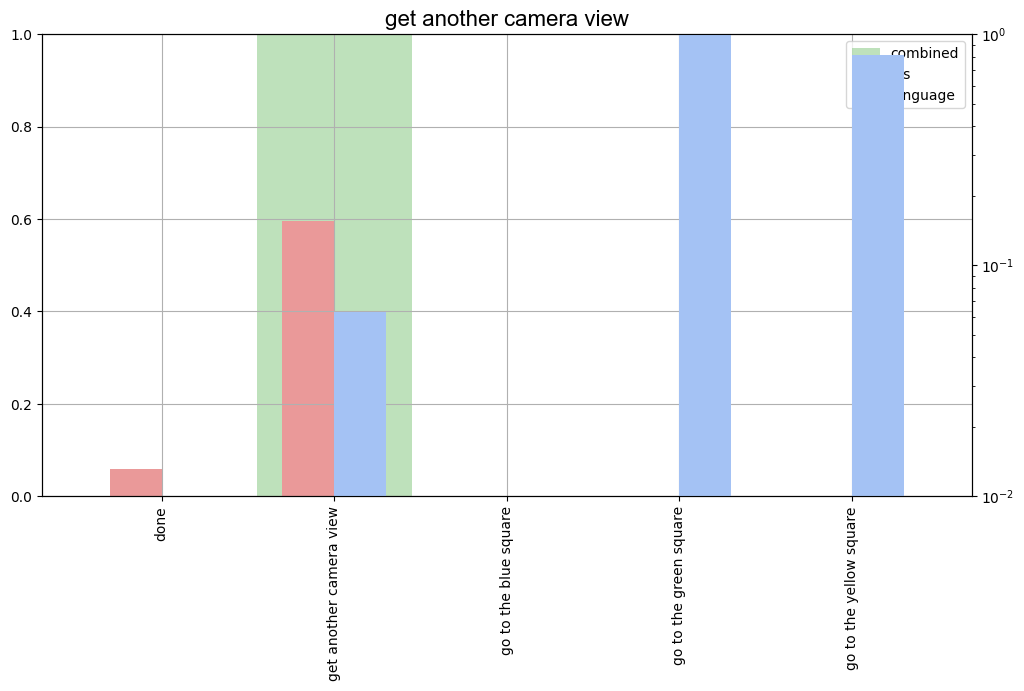 get another camera view
1.0
0.8
0.6
0.4
0.2
0.0
10⁰
10⁻¹
10⁻²
combined
done
get another camera view
go to the blue square
go to the green square
go to the yellow square